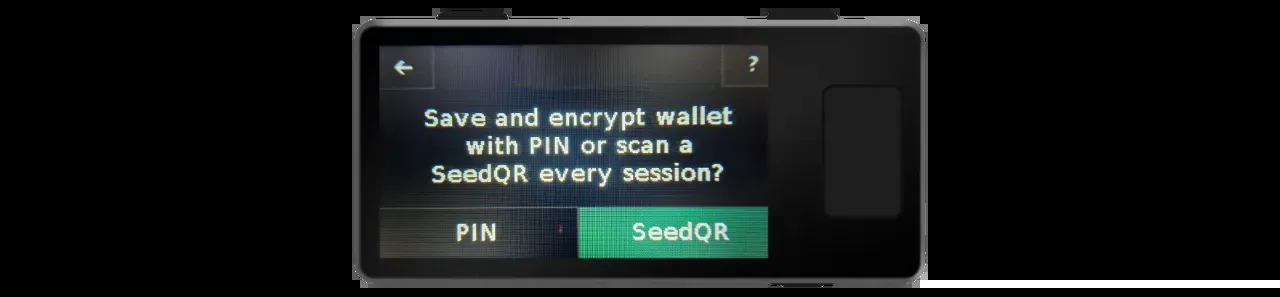 ←
?
Save and encrypt wallet
with PIN or scan a
SeedQR every session?
PIN
SeedQR